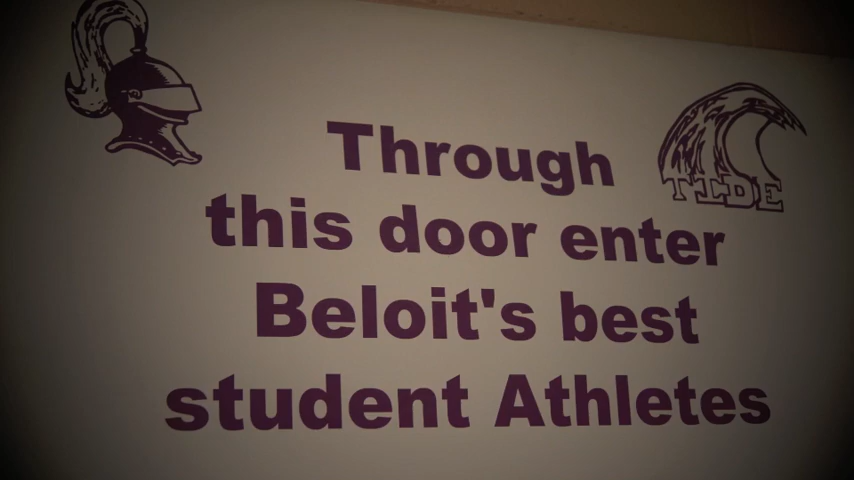 TIDE
Through
this door enter
Beloit's best
student Athletes